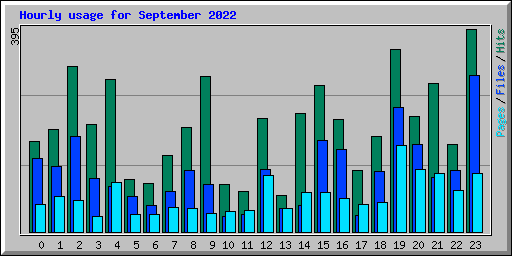 Hourly usage for September 2022
395
Pages / Files / Hits
0 1 2 3 4 5 6 7 8 9 10 11 12 13 14 15 16 17 18 19 20 21 22 23